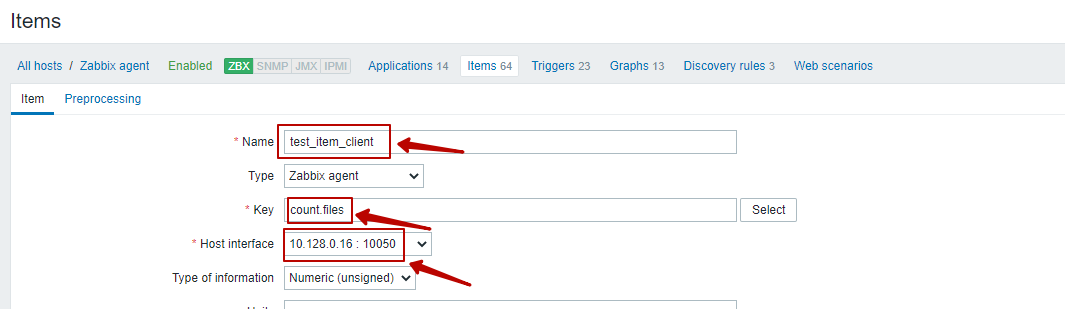 Items
All hosts / Zabbix agent Enabled ZBX SNMP JMX IPMI Applications 14 Items 64 Triggers 23 Graphs 13 Discovery rules 3 Web scenarios
Item Preprocessing
* Name test_item_client
Type Zabbix agent
* Key count.files Select
* Host interface 10.128.0.16 : 10050
Type of information Numeric (unsigned)